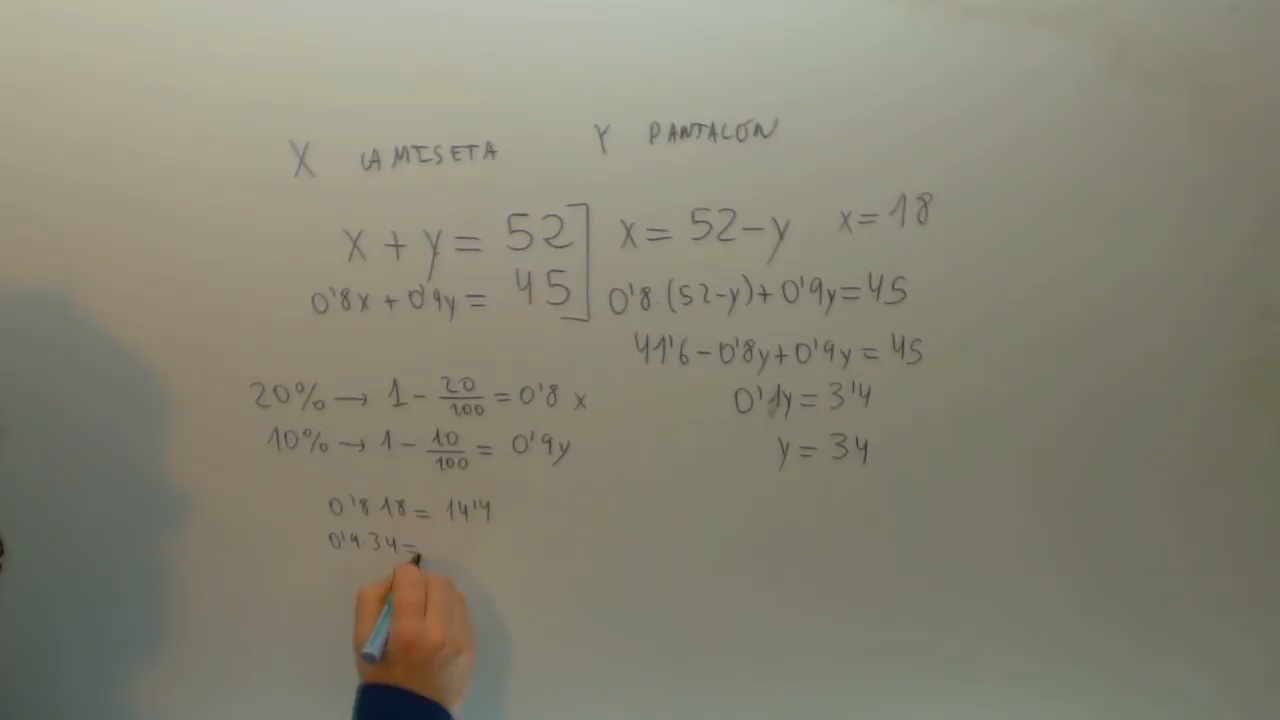 X CAMISETA Y PANTALÓN
x + y = 52 x = 52 - y x = 18
0'8x + 0'9y = 45 0'8·(52-y) + 0'9y = 45
41'6 - 0'8y + 0'9y = 45
20% → 1 - 20/100 = 0'8 x 0'1y = 3'4
10% → 1 - 10/100 = 0'9y y = 34
0'8·18 = 14'4
0'9·34 =